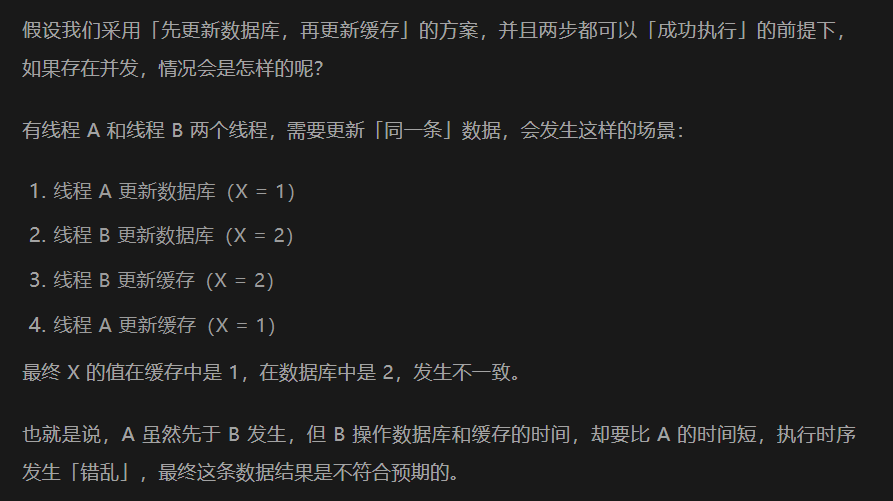 假设我们采用「先更新数据库，再更新缓存」的方案，并且两步都可以「成功执行」的前提下，
如果存在并发，情况会是怎样的呢？
有线程 A 和线程 B 两个线程，需要更新「同一条」数据，会发生这样的场景：
1. 线程 A 更新数据库（X = 1）
2. 线程 B 更新数据库（X = 2）
3. 线程 B 更新缓存（X = 2）
4. 线程 A 更新缓存（X = 1）
最终 X 的值在缓存中是 1，在数据库中是 2，发生不一致。
也就是说，A 虽然先于 B 发生，但 B 操作数据库和缓存的时间，却要比 A 的时间短，执行时序
发生「错乱」，最终这条数据结果是不符合预期的。